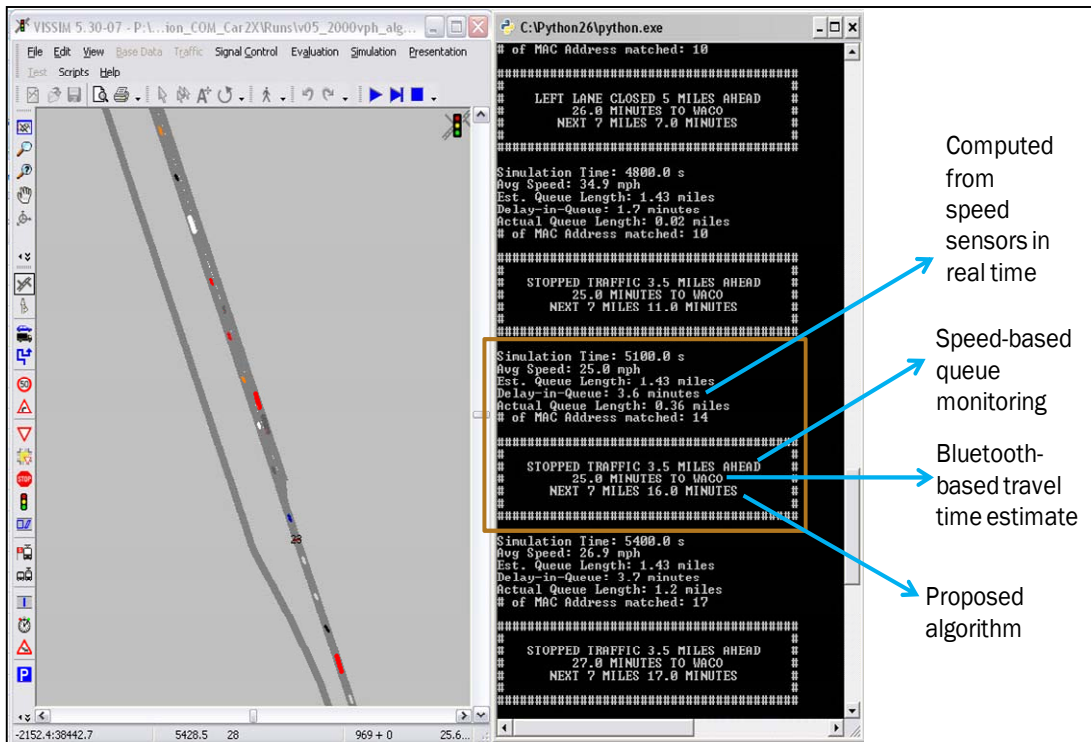 VISSIM 5.30-07 - P:\...ion_COM_Car2X\Runs\v05_2000vph_alg...
File Edit View Base Data Traffic Signal Control Evaluation Simulation Presentation
Test Scripts Help
50
STOP
P
28
-2152.4:38442.7 5428.5 28 969 + 0 25.6...
C:\Python26\python.exe
# of MAC Address matched: 10
##########################################
# #
# LEFT LANE CLOSED 5 MILES AHEAD #
# 26.0 MINUTES TO WACO #
# NEXT 7 MILES 7.0 MINUTES #
# #
##########################################
Simulation Time: 4800.0 s
Avg Speed: 34.9 mph
Est. Queue Length: 1.43 miles
Delay-in-Queue: 1.7 minutes
Actual Queue Length: 0.02 miles
# of MAC Address matched: 10
##########################################
# #
# STOPPED TRAFFIC 3.5 MILES AHEAD #
# 25.0 MINUTES TO WACO #
# NEXT 7 MILES 11.0 MINUTES #
# #
##########################################
Simulation Time: 5100.0 s
Avg Speed: 25.0 mph
Est. Queue Length: 1.43 miles
Delay-in-Queue: 3.6 minutes
Actual Queue Length: 0.36 miles
# of MAC Address matched: 14
##########################################
# #
# STOPPED TRAFFIC 3.5 MILES AHEAD #
# 25.0 MINUTES TO WACO #
# NEXT 7 MILES 16.0 MINUTES #
# #
##########################################
Simulation Time: 5400.0 s
Avg Speed: 26.9 mph
Est. Queue Length: 1.43 miles
Delay-in-Queue: 3.7 minutes
Actual Queue Length: 1.2 miles
# of MAC Address matched: 17
##########################################
# #
# STOPPED TRAFFIC 3.5 MILES AHEAD #
# 27.0 MINUTES TO WACO #
# NEXT 7 MILES 17.0 MINUTES #
# #
##########################################
Computed
from
speed
sensors in
real time
Speed-based
queue
monitoring
Bluetooth-
based travel
time estimate
Proposed
algorithm